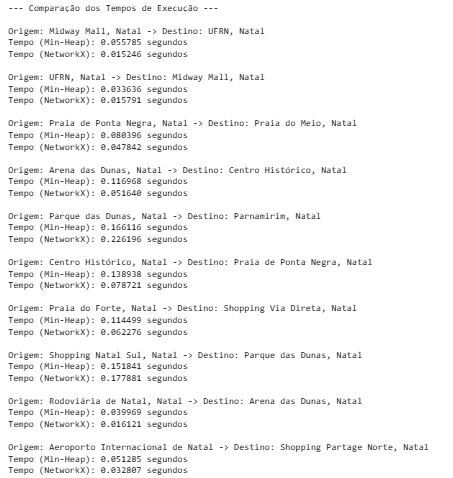 --- Comparação dos Tempos de Execução ---
Origem: Midway Mall, Natal -> Destino: UFRN, Natal
Tempo (Min-Heap): 0.055785 segundos
Tempo (NetworkX): 0.015246 segundos
Origem: UFRN, Natal -> Destino: Midway Mall, Natal
Tempo (Min-Heap): 0.033636 segundos
Tempo (NetworkX): 0.015791 segundos
Origem: Praia de Ponta Negra, Natal -> Destino: Praia do Meio, Natal
Tempo (Min-Heap): 0.080396 segundos
Tempo (NetworkX): 0.047842 segundos
Origem: Arena das Dunas, Natal -> Destino: Centro Histórico, Natal
Tempo (Min-Heap): 0.116968 segundos
Tempo (NetworkX): 0.051640 segundos
Origem: Parque das Dunas, Natal -> Destino: Parnamirim, Natal
Tempo (Min-Heap): 0.166116 segundos
Tempo (NetworkX): 0.226196 segundos
Origem: Centro Histórico, Natal -> Destino: Praia de Ponta Negra, Natal
Tempo (Min-Heap): 0.138938 segundos
Tempo (NetworkX): 0.078721 segundos
Origem: Praia do Forte, Natal -> Destino: Shopping Via Direta, Natal
Tempo (Min-Heap): 0.114499 segundos
Tempo (NetworkX): 0.062276 segundos
Origem: Shopping Natal Sul, Natal -> Destino: Parque das Dunas, Natal
Tempo (Min-Heap): 0.151841 segundos
Tempo (NetworkX): 0.177881 segundos
Origem: Rodoviária de Natal, Natal -> Destino: Arena das Dunas, Natal
Tempo (Min-Heap): 0.039969 segundos
Tempo (NetworkX): 0.016121 segundos
Origem: Aeroporto Internacional de Natal -> Destino: Shopping Partage Norte, Natal
Tempo (Min-Heap): 0.051285 segundos
Tempo (NetworkX): 0.032807 segundos